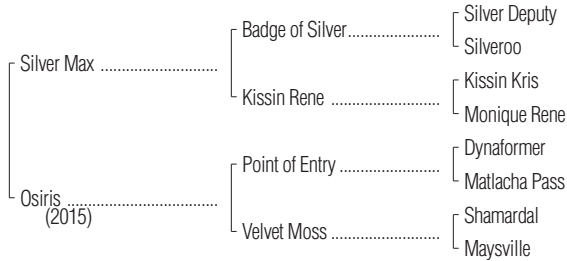 Silver Deputy
Badge of Silver
Silveroo
Silver Max
Kissin Kris
Kissin Rene
Monique Rene
Dynaformer
Point of Entry
Matlacha Pass
Osiris
(2015)
Shamardal
Velvet Moss
Maysville